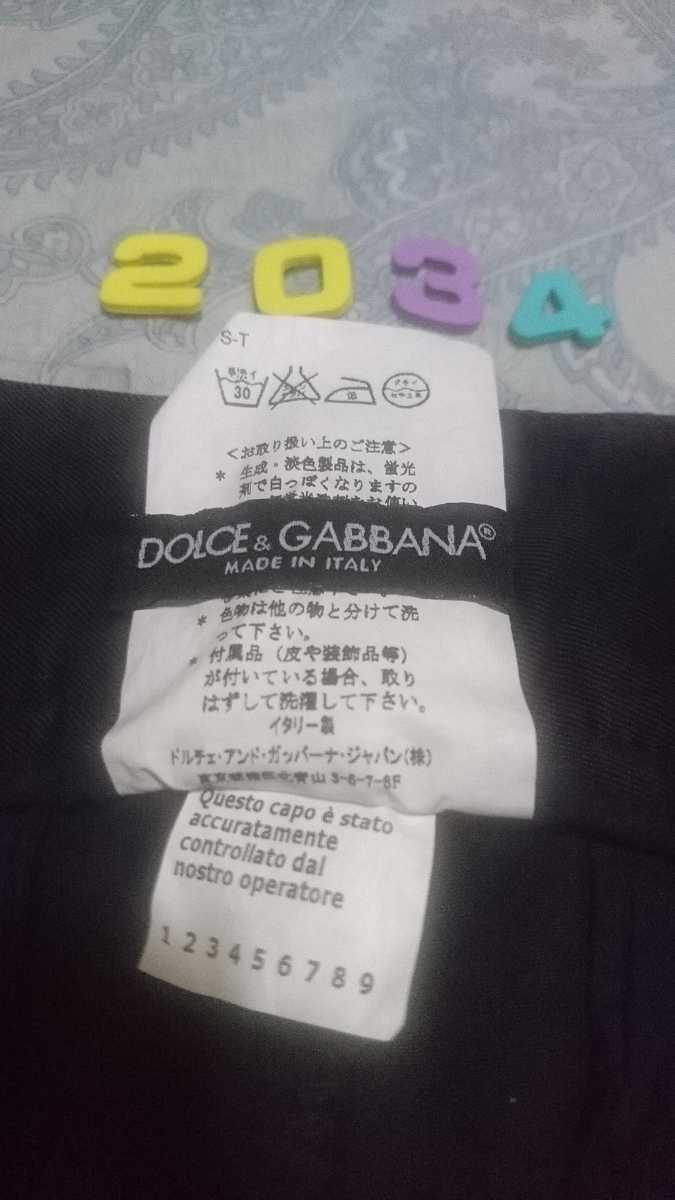 2034
S-T
30
<お取り扱い上のご注意>
* 生成・淡色製品は、蛍光
剤で白っぽくなりますの
DOLCE & GABBANA®
MADE IN ITALY
* 色物は他の物と分けて洗
って下さい。
* 付属品（皮や装飾品等）
が付いている場合、取り
はずして洗濯して下さい。
イタリー製
ドルチェ・アンド・ガッバーナ・ジャパン(株)
3-6-7-8F
Questo capo è stato
accuratamente
controllato dal
nostro operatore
1 2 3 4 5 6 7 8 9